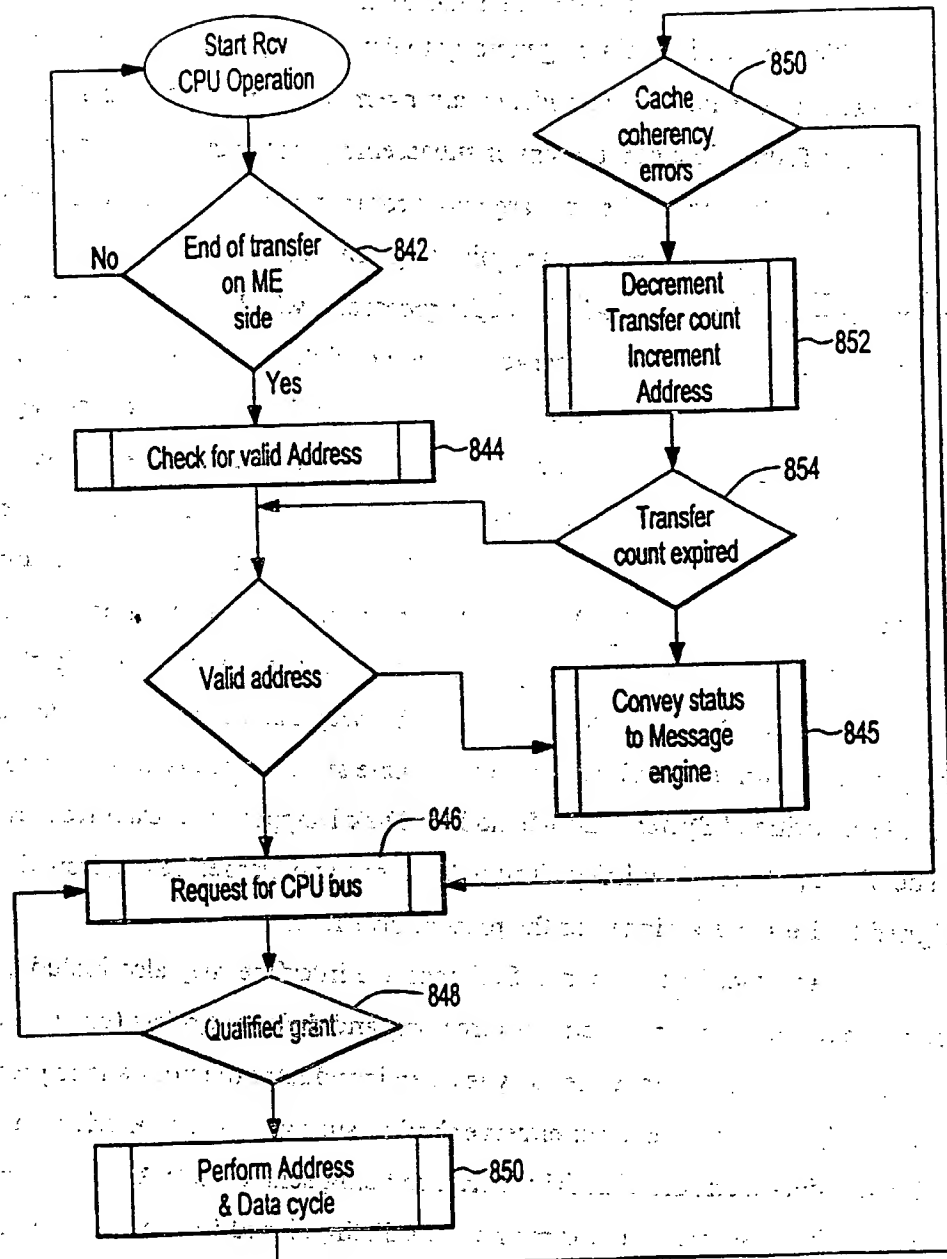 Start Rcv
CPU Operation
End of transfer
on ME
side
842
No
Yes
Check for valid Address
844
Valid address
846
Request for CPU bus
848
Qualified grant
Perform Address
& Data cycle
850
850
Cache
coherency
errors
Decrement
Transfer count
Increment
Address
852
854
Transfer
count expired
Convey status
to Message
engine
845